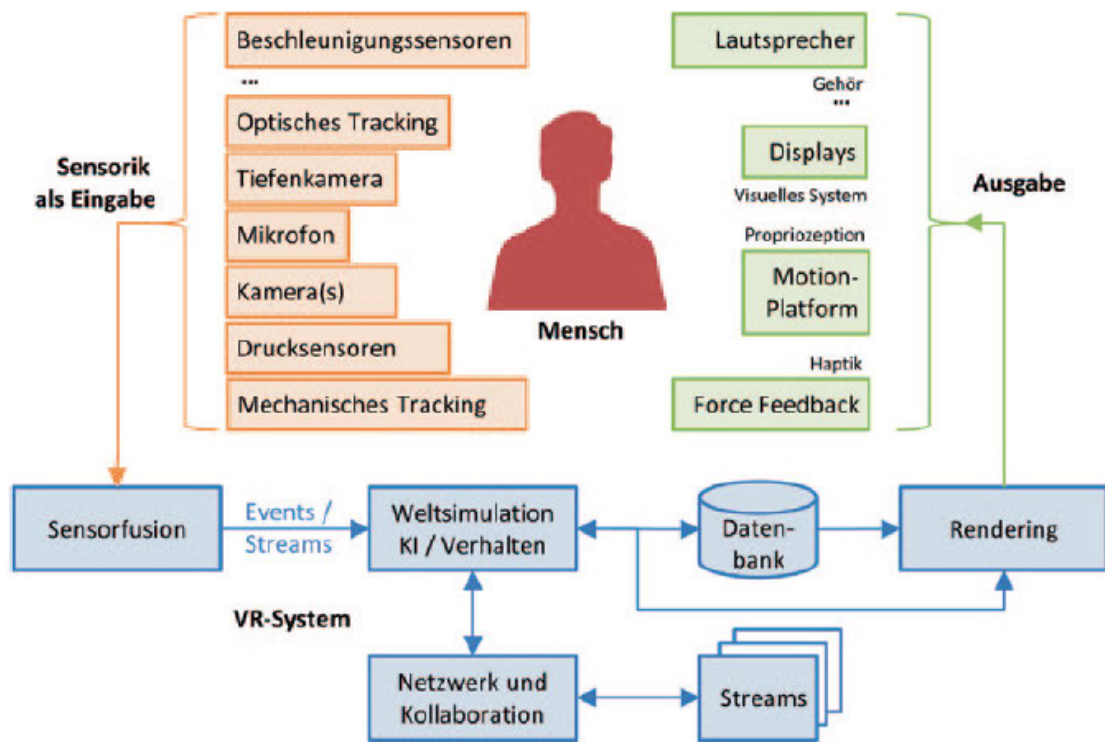 Beschleunigungssensoren
...
Optisches Tracking
Tiefenkamera
Mikrofon
Kamera(s)
Drucksensoren
Mechanisches Tracking
Sensorik
als Eingabe
Mensch
Lautsprecher
Gehör
...
Displays
Visuelles System
Propriozeption
Motion-
Platform
Haptik
Force Feedback
Ausgabe
Sensorfusion
Events /
Streams
Weltsimulation
KI / Verhalten
Daten-
bank
Rendering
VR-System
Netzwerk und
Kollaboration
Streams